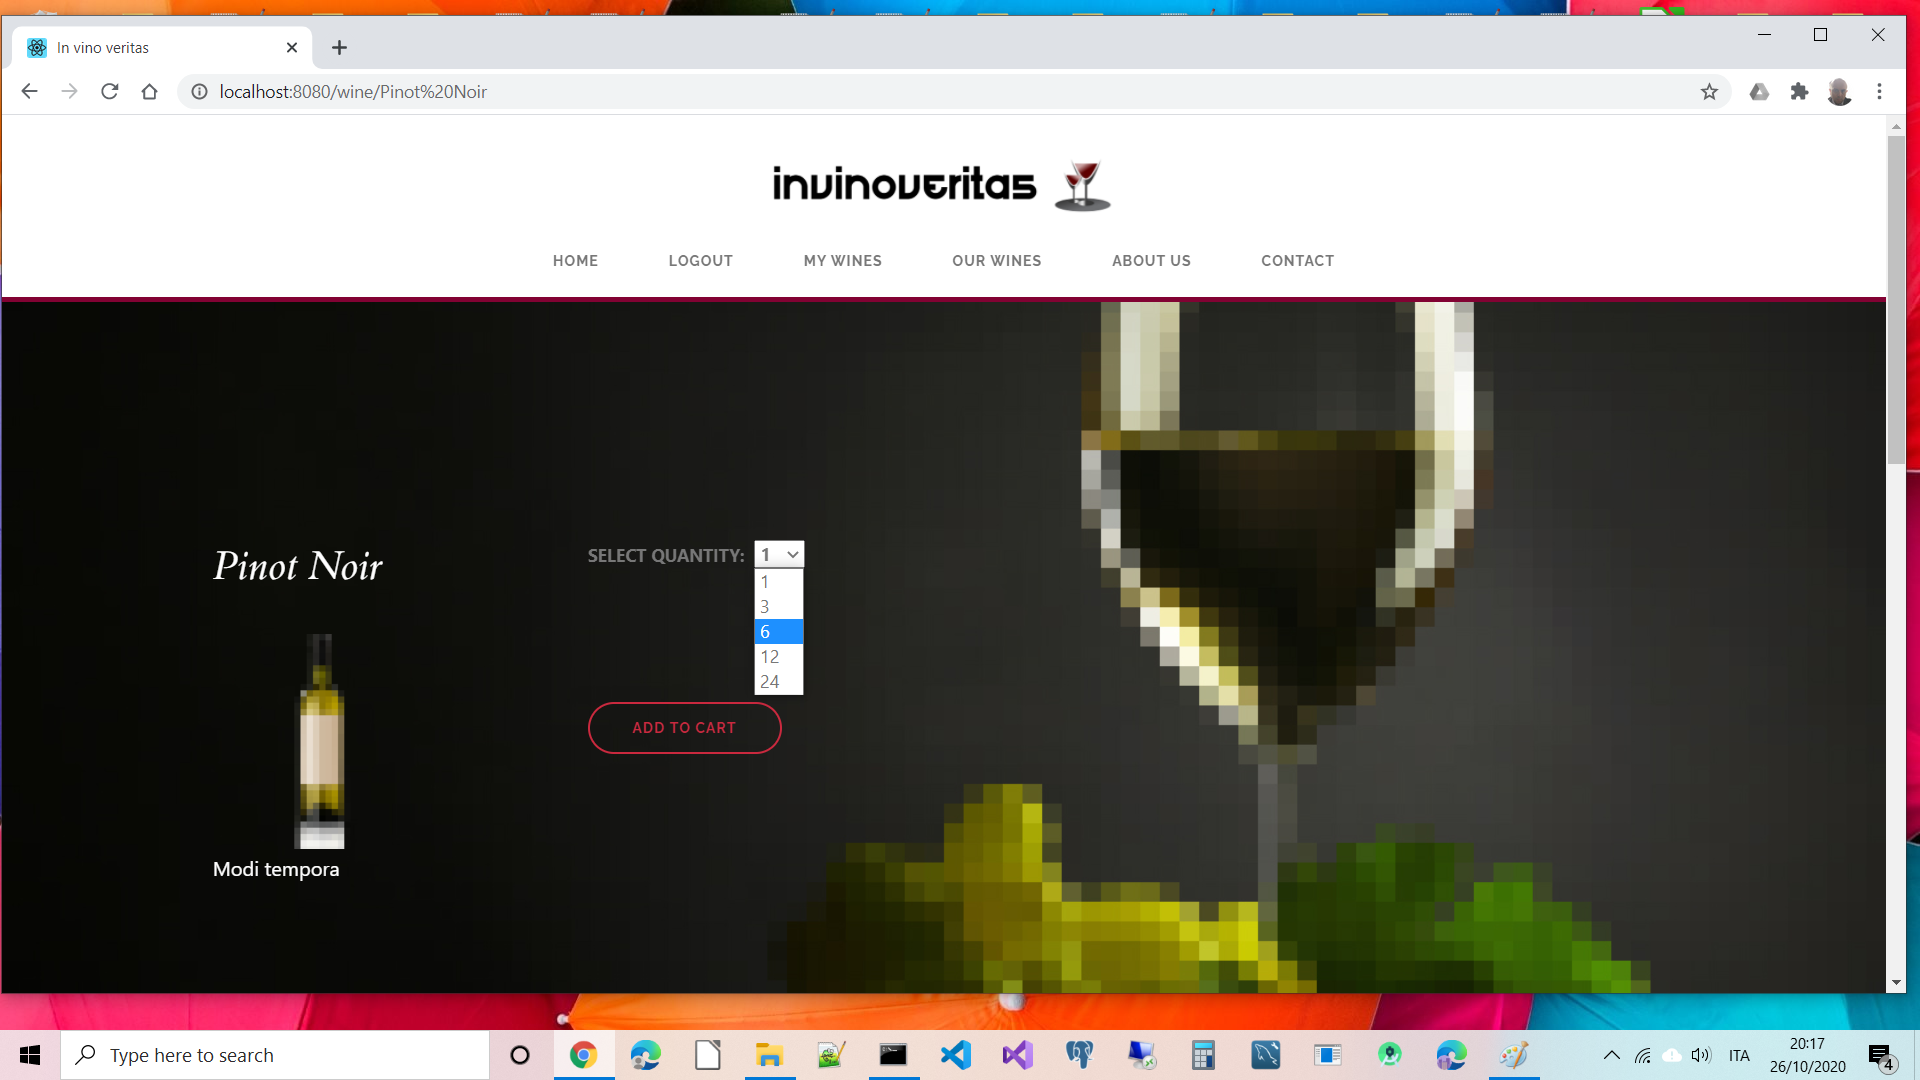 In vino veritas
localhost:8080/wine/Pinot%20Noir
invinoveritas
HOME LOGOUT MY WINES OUR WINES ABOUT US CONTACT
Pinot Noir
SELECT QUANTITY: 1
1
3
6
12
24
ADD TO CART
Modi tempora
Type here to search
ITA
20:17
26/10/2020
4